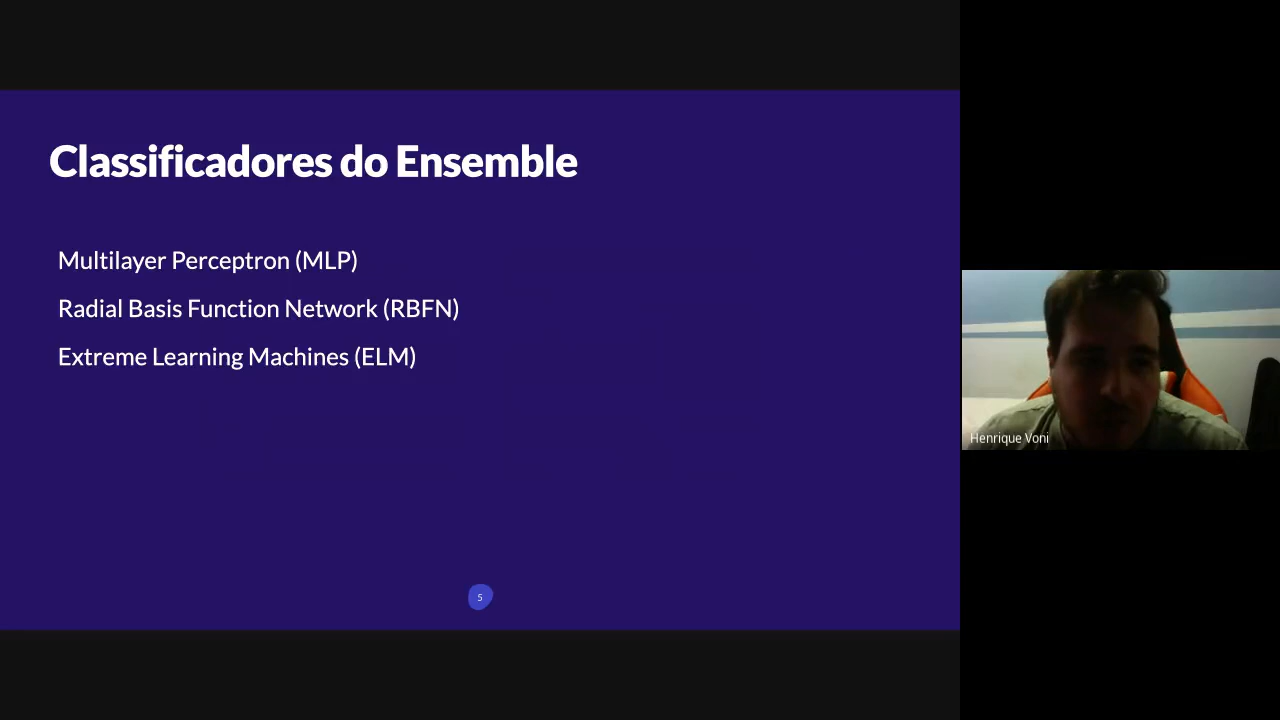 Classificadores do Ensemble
Multilayer Perceptron (MLP)
Radial Basis Function Network (RBFN)
Extreme Learning Machines (ELM)
5
Henrique Voni